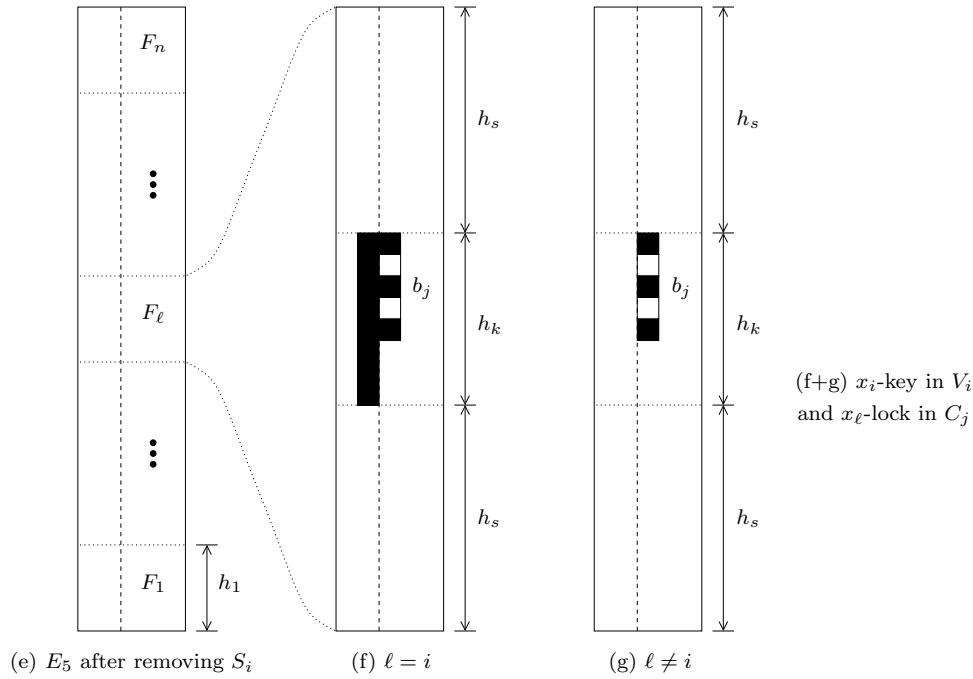 F_n
F_ℓ
F_1
h_1
h_s
b_j
h_k
h_s
h_s
b_j
h_k
h_s
(f+g) x_i-key in V_i
and x_ℓ-lock in C_j
(e) E_5 after removing S_i
(f) ℓ = i
(g) ℓ ≠ i